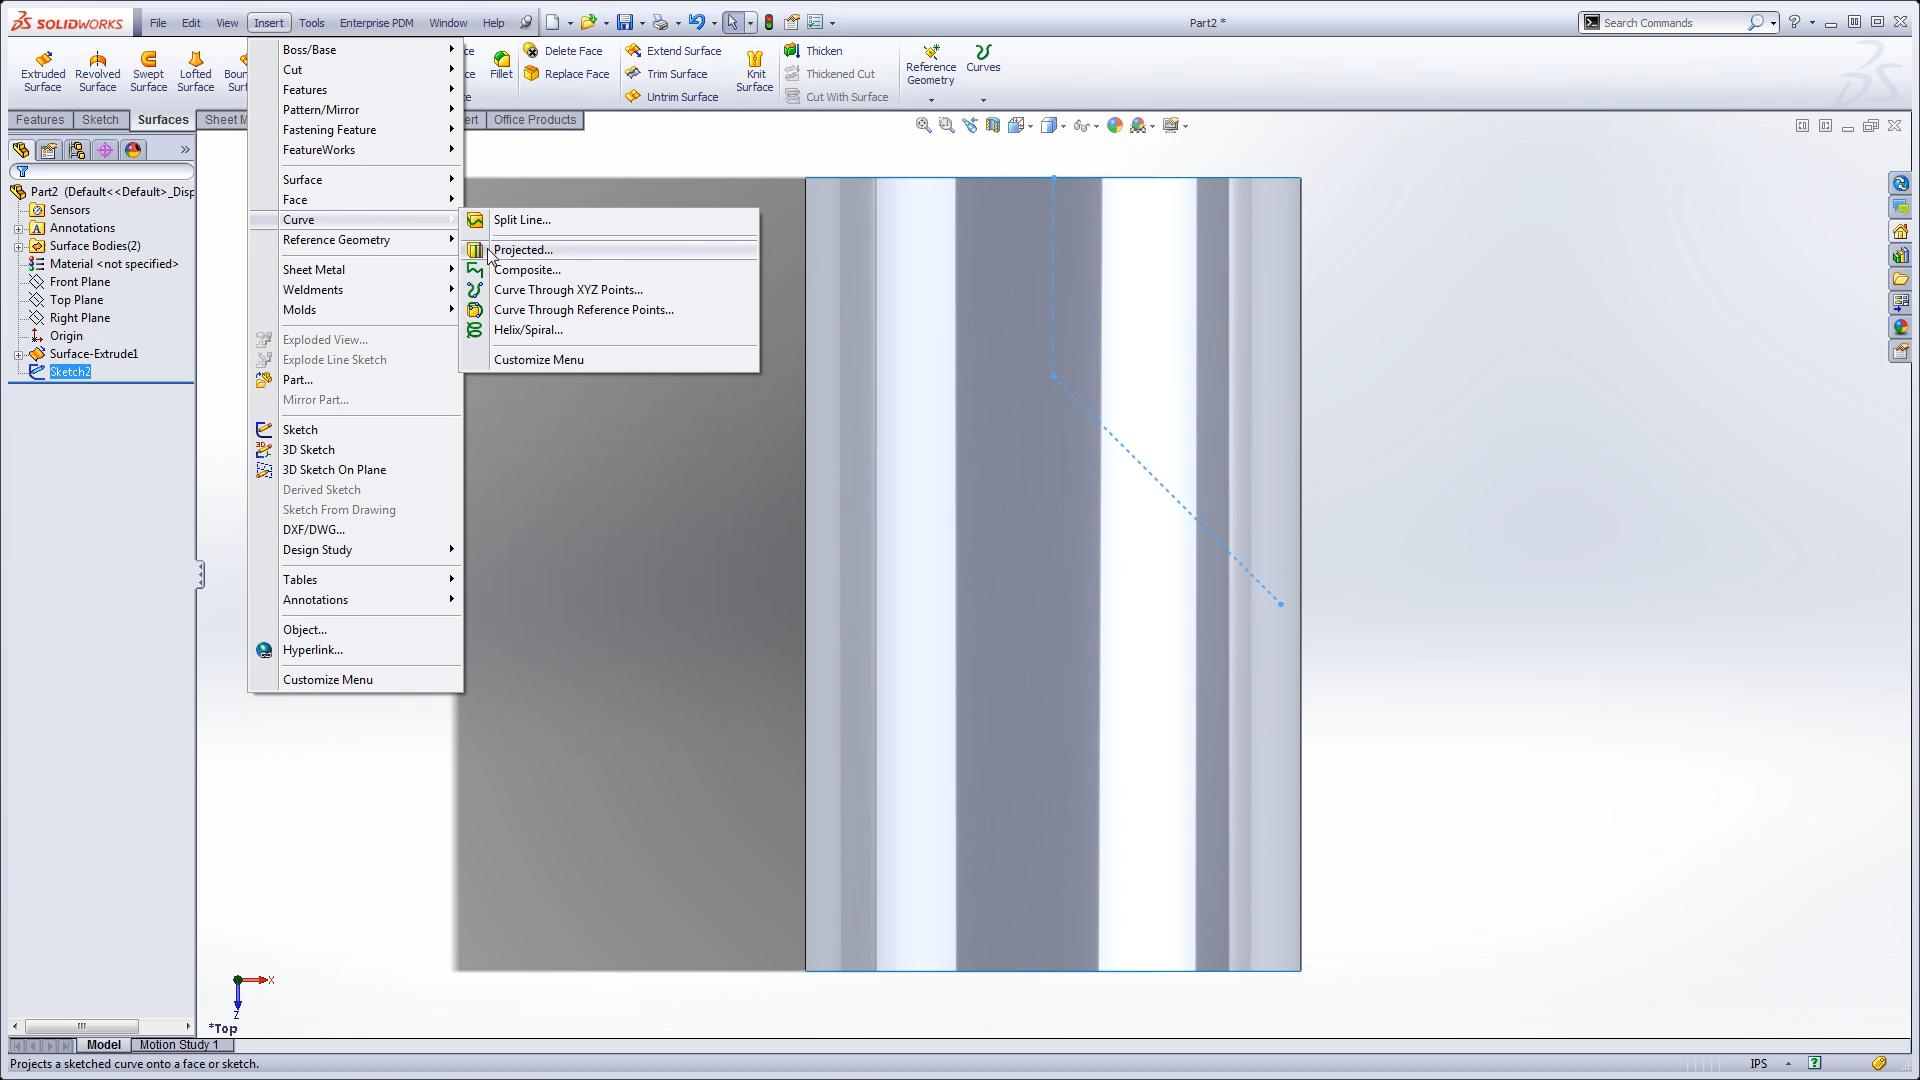 SOLIDWORKS
File Edit View Insert Tools Enterprise PDM Window Help
Part2 *
Search Commands
Extruded Surface
Revolved Surface
Swept Surface
Lofted Surface
Fillet
Delete Face
Replace Face
Extend Surface
Trim Surface
Untrim Surface
Knit Surface
Thicken
Thickened Cut
Cut With Surface
Reference Geometry
Curves
Features Sketch Surfaces Office Products
Part2 (Default<<Default>_Disp
Sensors
Annotations
Surface Bodies(2)
Material <not specified>
Front Plane
Top Plane
Right Plane
Origin
Surface-Extrude1
Sketch2
Boss/Base
Cut
Features
Pattern/Mirror
Fastening Feature
FeatureWorks
Surface
Face
Curve
Reference Geometry
Sheet Metal
Weldments
Molds
Exploded View...
Explode Line Sketch
Part...
Mirror Part...
Sketch
3D Sketch
3D Sketch On Plane
Derived Sketch
Sketch From Drawing
DXF/DWG...
Design Study
Tables
Annotations
Object...
Hyperlink...
Customize Menu
Split Line...
Projected...
Composite...
Curve Through XYZ Points...
Curve Through Reference Points...
Helix/Spiral...
Customize Menu
X
Z
*Top
Model Motion Study 1
Projects a sketched curve onto a face or sketch.
IPS